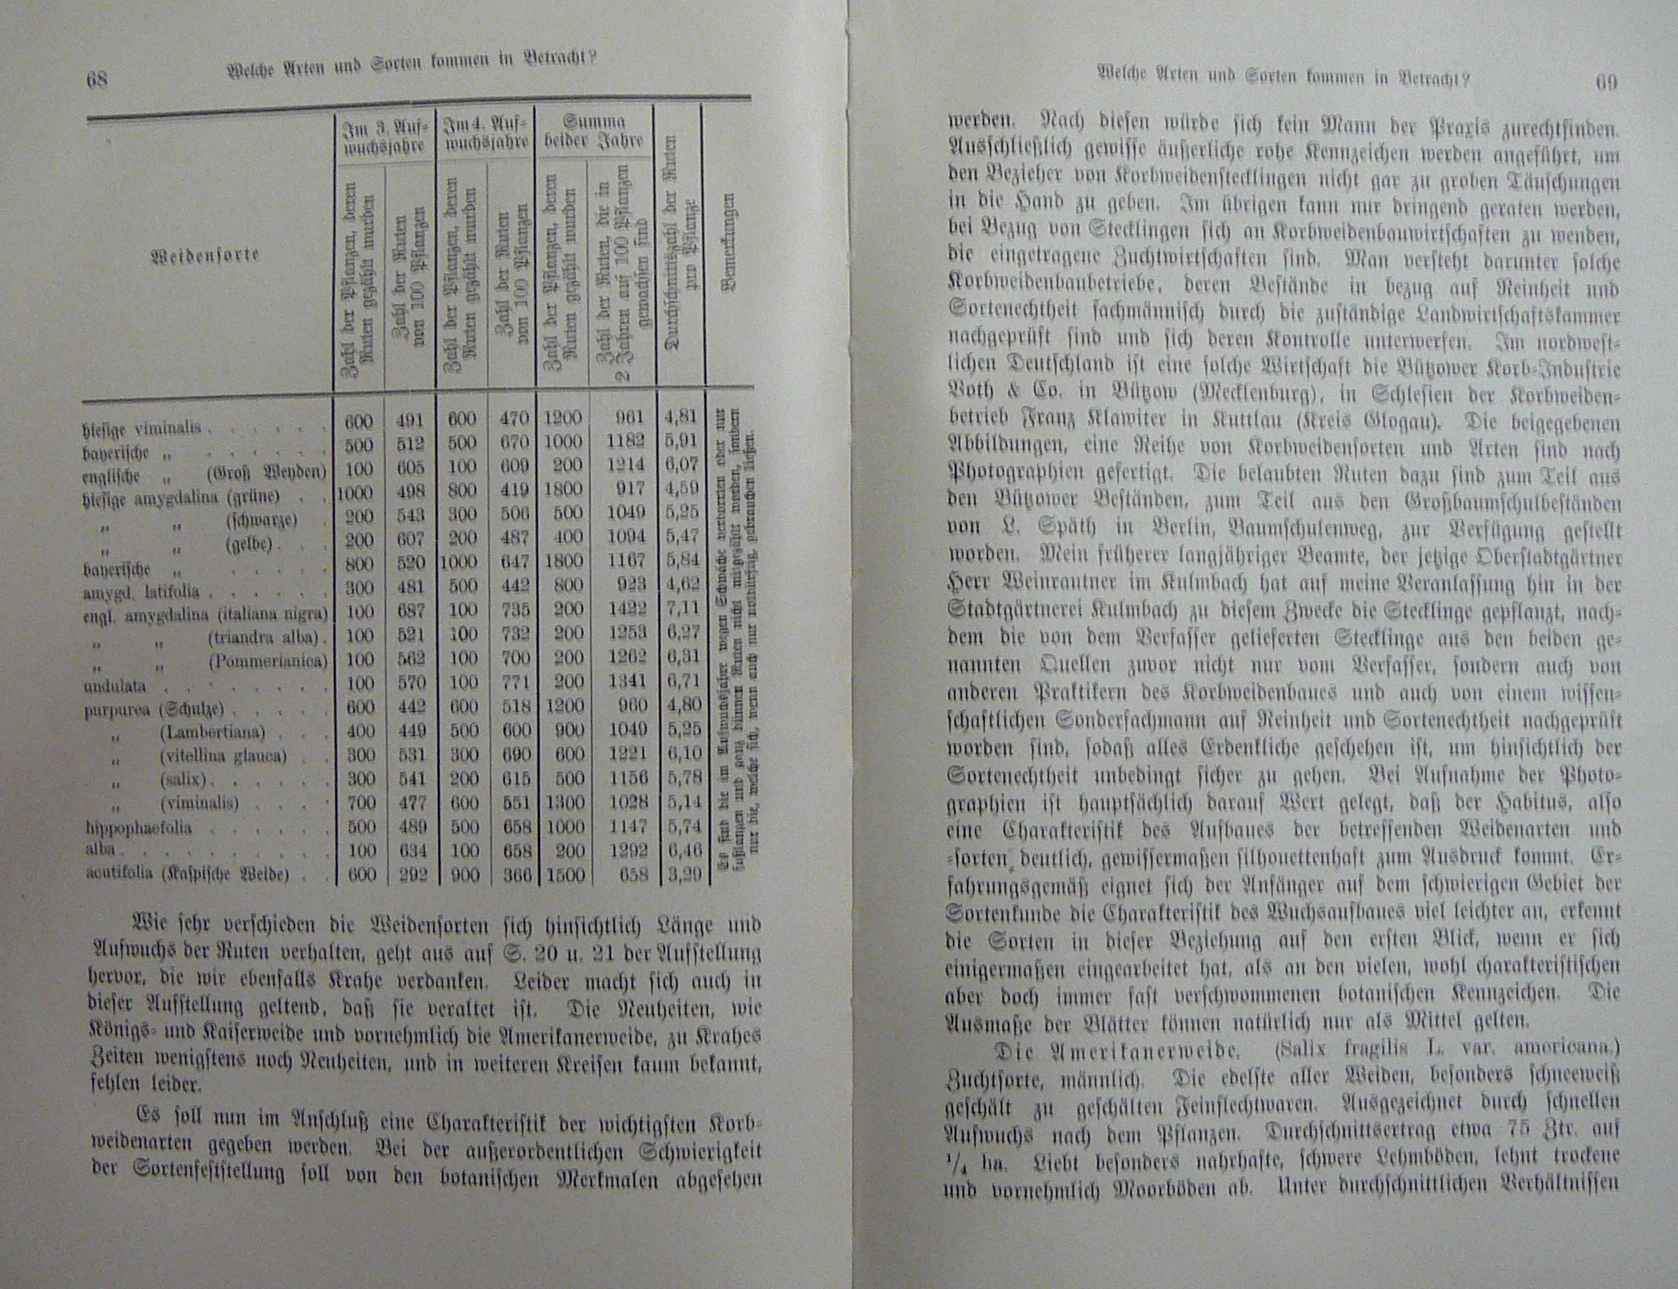 68
Welche Arten und Sorten kommen in Betracht?
Weidensorte
Im 3. Auf-
wuchsjahre
Im 4. Auf-
wuchsjahre
Summa
beider Jahre
Zahl der Pflanzen, deren
Ruten gezählt wurden
Zahl der Ruten
von 100 Pflanzen
Zahl der Pflanzen, deren
Ruten gezählt wurden
Zahl der Ruten
von 100 Pflanzen
Zahl der Pflanzen, deren
Ruten gezählt wurden
Zahl der Ruten, die in
2 Jahren auf 100 Pflanzen
gewachsen sind
Durchschnittszahl der Ruten
pro Pflanze
Bemerkungen
hiesige viminalis . . . . . . 600 491 600 470 1200 961 4,81
bayerische „ . . . . . . 500 512 500 670 1000 1182 5,91
englische „ (Groß Weyden) 100 605 100 609 200 1214 6,07
hiesige amygdalina (grüne) . . 1000 498 800 419 1800 917 4,59
„ „ (schwarze) . 200 543 300 506 500 1049 5,25
„ „ (gelbe) . . . 200 607 200 487 400 1094 5,47
bayerische „ . . . . . 800 520 1000 647 1800 1167 5,84
amygd. latifolia . . . . . . 300 481 500 442 800 923 4,62
engl. amygdalina (italiana nigra) 100 687 100 735 200 1422 7,11
„ „ (triandra alba) . 100 521 100 732 200 1253 6,27
„ „ (Pommerianica) 100 562 100 700 200 1262 6,31
undulata . . . . . . . . 100 570 100 771 200 1341 6,71
purpurea (Schulze) . . . . . 600 442 600 518 1200 960 4,80
„ (Lambertiana) . . . 400 449 500 600 900 1049 5,25
„ (vitellina glauca) . . 300 531 300 690 600 1221 6,10
„ (salix) . . . . . . 300 541 200 615 500 1156 5,78
„ (viminalis) . . . . 700 477 600 551 1300 1028 5,14
hippophaefolia . . . . . . 500 489 500 658 1000 1147 5,74
alba . . . . . . . . . . 100 634 100 658 200 1292 6,46
acutifolia (Kaspische Weide) . . 600 292 900 366 1500 658 3,29
Es sind die im Aufwuchsjahre wegen Schwäche verdorrten oder nur
fußlangen und ganz dünnen Ruten nicht mitgezählt worden, sondern
nur die, welche sich, wenn auch nur notdürftig, gebrauchen ließen.
Wie sehr verschieden die Weidensorten sich hinsichtlich Länge und
Aufwuchs der Ruten verhalten, geht aus auf S. 20 u. 21 der Aufstellung
hervor, die wir ebenfalls Krahe verdanken. Leider macht sich auch in
dieser Aufstellung geltend, daß sie veraltet ist. Die Neuheiten, wie
Königs- und Kaiserweide und vornehmlich die Amerikanerweide, zu Krahes
Zeiten wenigstens noch Neuheiten, und in weiteren Kreisen kaum bekannt,
fehlen leider.
Es soll nun im Anschluß eine Charakteristik der wichtigsten Korb-
weidenarten gegeben werden. Bei der außerordentlichen Schwierigkeit
der Sortenfeststellung soll von den botanischen Merkmalen abgesehen
Welche Arten und Sorten kommen in Betracht?
69
werden. Nach diesen würde sich kein Mann der Praxis zurechtfinden.
Ausschließlich gewisse äußerliche rohe Kennzeichen werden angeführt, um
den Bezieher von Korbweidenstecklingen nicht gar zu groben Täuschungen
in die Hand zu geben. Im übrigen kann nur dringend geraten werden,
bei Bezug von Stecklingen sich an Korbweidenbauwirtschaften zu wenden,
die eingetragene Zuchtwirtschaften sind. Man versteht darunter solche
Korbweidenbaubetriebe, deren Bestände in bezug auf Reinheit und
Sortenechtheit fachmännisch durch die zuständige Landwirtschaftskammer
nachgeprüft sind und sich deren Kontrolle unterwerfen. Im nordwest-
lichen Deutschland ist eine solche Wirtschaft die Bützower Korb-Industrie
Voth & Co. in Bützow (Mecklenburg), in Schlesien der Korbweiden-
betrieb Franz Klawiter in Kuttlau (Kreis Glogau). Die beigegebenen
Abbildungen, eine Reihe von Korbweidensorten und Arten sind nach
Photographien gefertigt. Die belaubten Ruten dazu sind zum Teil aus
den Bützower Beständen, zum Teil aus den Großbaumschulbeständen
von L. Späth in Berlin, Baumschulenweg, zur Verfügung gestellt
worden. Mein früherer langjähriger Beamte, der jetzige Oberstadtgärtner
Herr Weinrautner im Kulmbach hat auf meine Veranlassung hin in der
Stadtgärtnerei Kulmbach zu diesem Zwecke die Stecklinge gepflanzt, nach-
dem die von dem Verfasser gelieferten Stecklinge aus den beiden ge-
nannten Quellen zuvor nicht nur vom Verfasser, sondern auch von
anderen Praktikern des Korbweidenbaues und auch von einem wissen-
schaftlichen Sonderfachmann auf Reinheit und Sortenechtheit nachgeprüft
worden sind, sodaß alles Erdenkliche geschehen ist, um hinsichtlich der
Sortenechtheit unbedingt sicher zu gehen. Bei Aufnahme der Photo-
graphien ist hauptsächlich darauf Wert gelegt, daß der Habitus, also
eine Charakteristik des Aufbaues der betreffenden Weidenarten und
-sorten deutlich, gewissermaßen silhouettenhaft zum Ausdruck kommt. Er-
fahrungsgemäß eignet sich der Anfänger auf dem schwierigen Gebiet der
Sortenkunde die Charakteristik des Wuchsaufbaues viel leichter an, erkennt
die Sorten in dieser Beziehung auf den ersten Blick, wenn er sich
einigermaßen eingearbeitet hat, als an den vielen, wohl charakteristischen
aber doch immer fast verschwommenen botanischen Kennzeichen. Die
Ausmaße der Blätter können natürlich nur als Mittel gelten.
Die Amerikanerweide. (Salix fragilis L. var. americana.)
Zuchtsorte, männlich. Die edelste aller Weiden, besonders schneeweiß
geschält zu geschälten Feinflechtwaren. Ausgezeichnet durch schnellen
Aufwuchs nach dem Pflanzen. Durchschnittsertrag etwa 75 Ztr. auf
1/4 ha. Liebt besonders nahrhafte, schwere Lehmböden, lehnt trockene
und vornehmlich Moorböden ab. Unter durchschnittlichen Verhältnissen